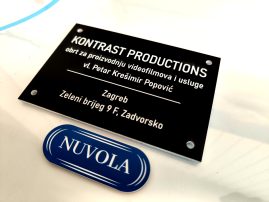 KONTRAST PRODUCTIONS
obrt za proizvodnju videofilmova i usluge
vl. Petar Krešimir Popović
Zagreb
Zeleni brijeg 9 F, Zadvorsko
NUVOLA